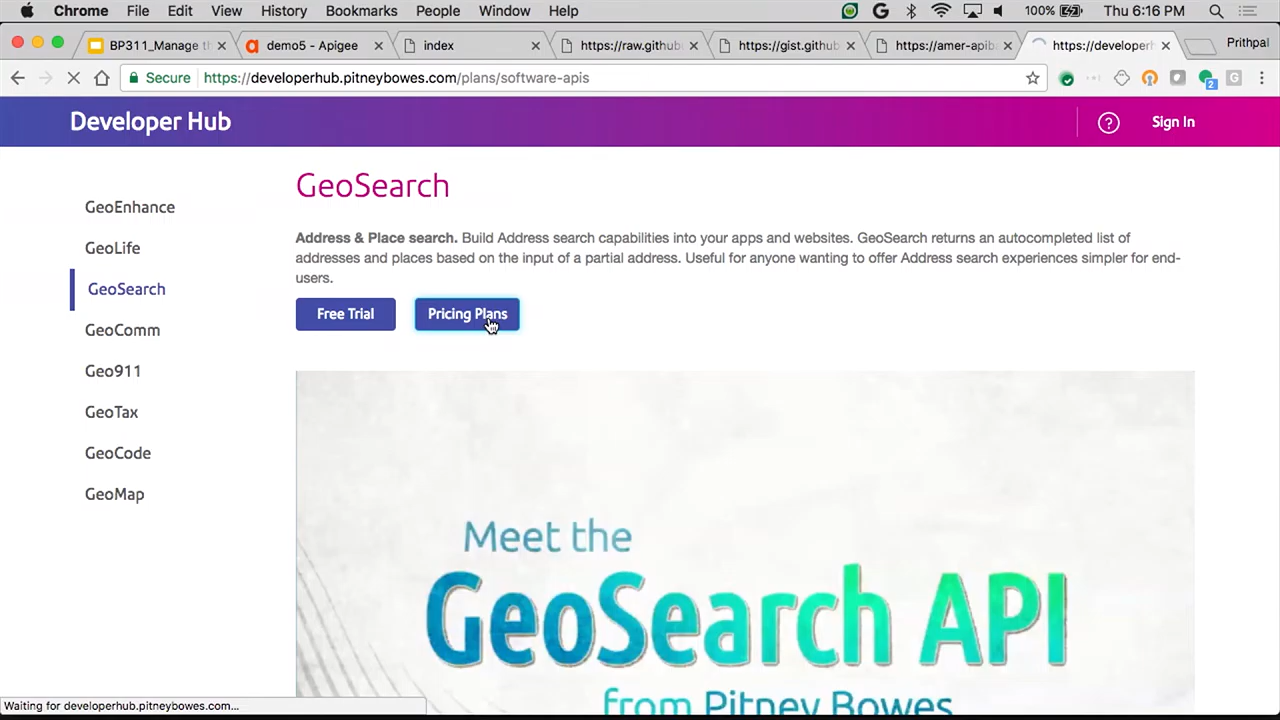 Chrome File Edit View History Bookmarks People Window Help 100% Thu 6:16 PM
BP311_Manage th demo5 - Apigee index https://raw.github https://gist.github https://amer-apib https://developerh Prithpal
Secure https://developerhub.pitneybowes.com/plans/software-apis
2
Developer Hub
Sign In
GeoEnhance
GeoLife
GeoSearch
GeoComm
Geo911
GeoTax
GeoCode
GeoMap
GeoSearch
Address & Place search. Build Address search capabilities into your apps and websites. GeoSearch returns an autocompleted list of
addresses and places based on the input of a partial address. Useful for anyone wanting to offer Address search experiences simpler for end-
users.
Free Trial Pricing Plans
Meet the
GeoSearch API
from Pitney Bowes
Waiting for developerhub.pitneybowes.com...